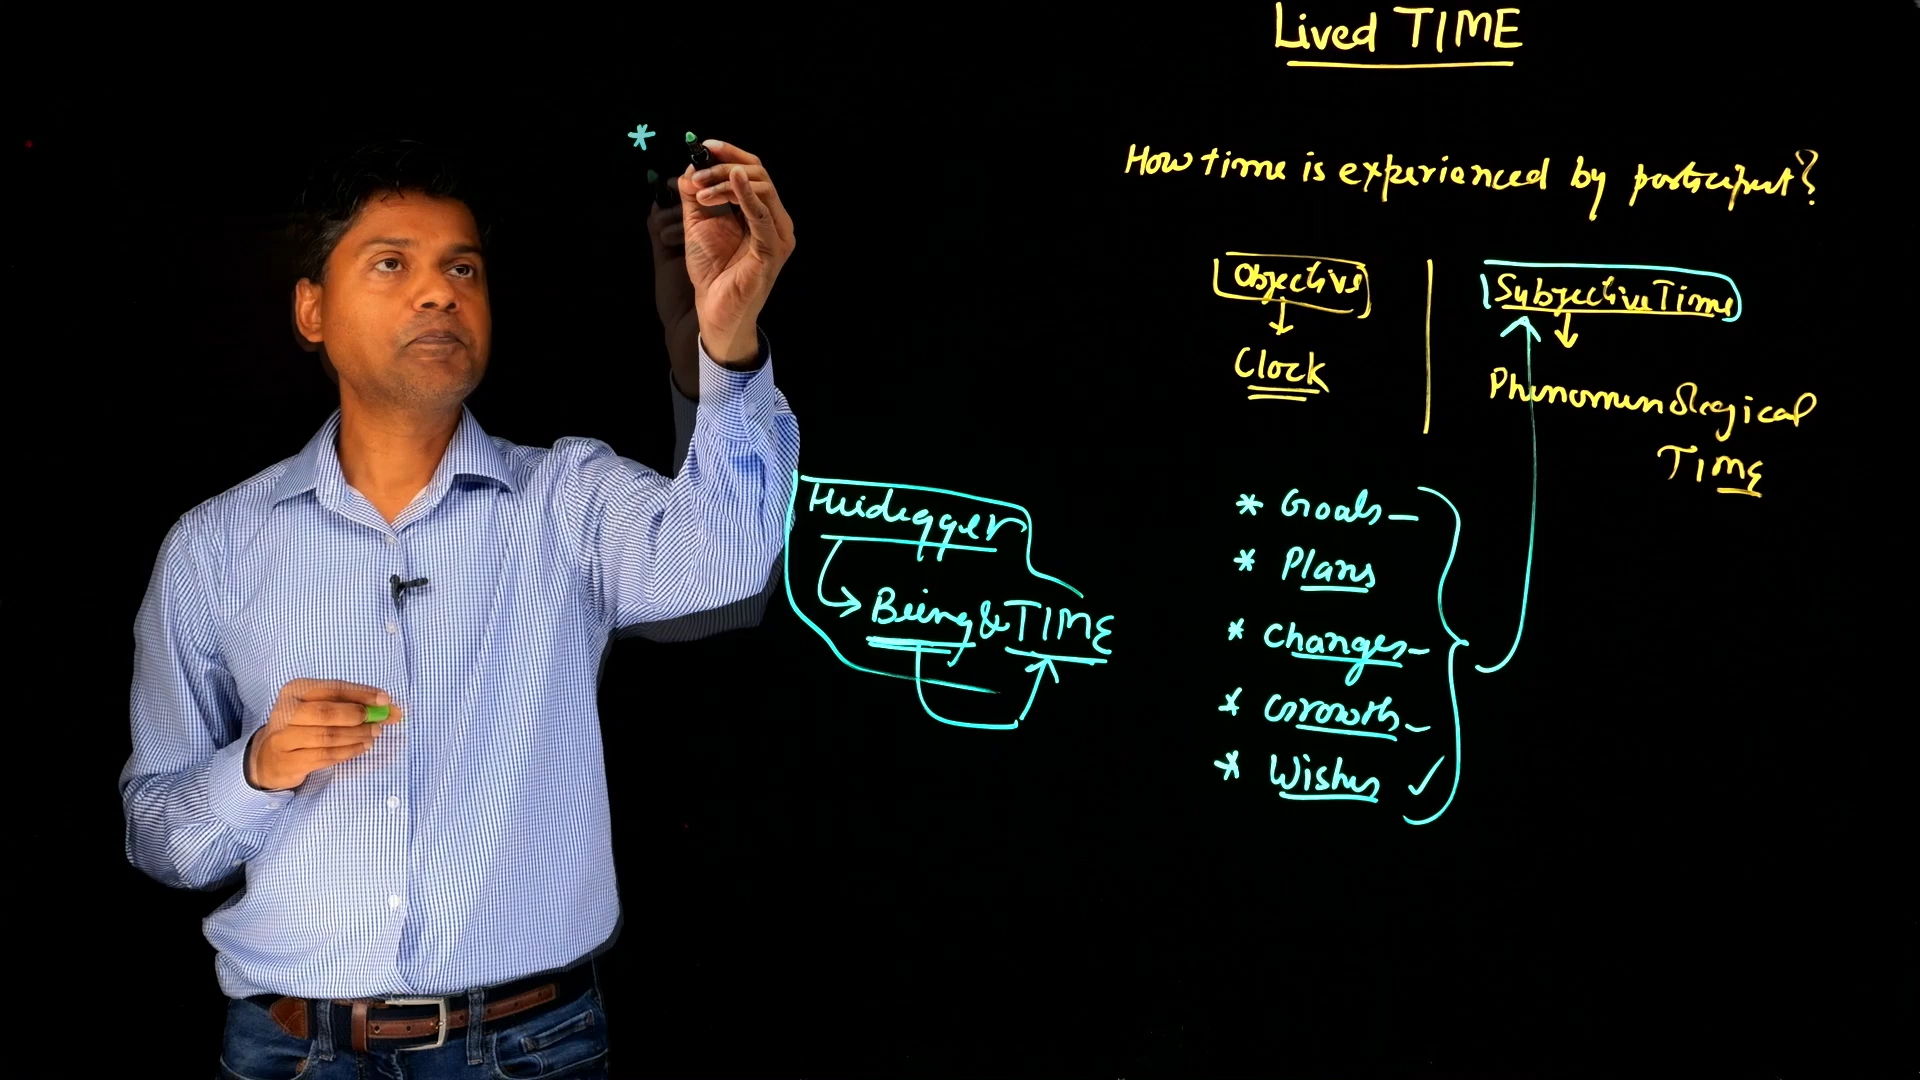 Lived TIME
How time is experienced by participant?
Objective
Clock
Subjective Time
Phenomenological
TIME
*
Heidegger
Being & TIME
* Goals
* Plans
* Changes
* Growth
* Wishes ✓